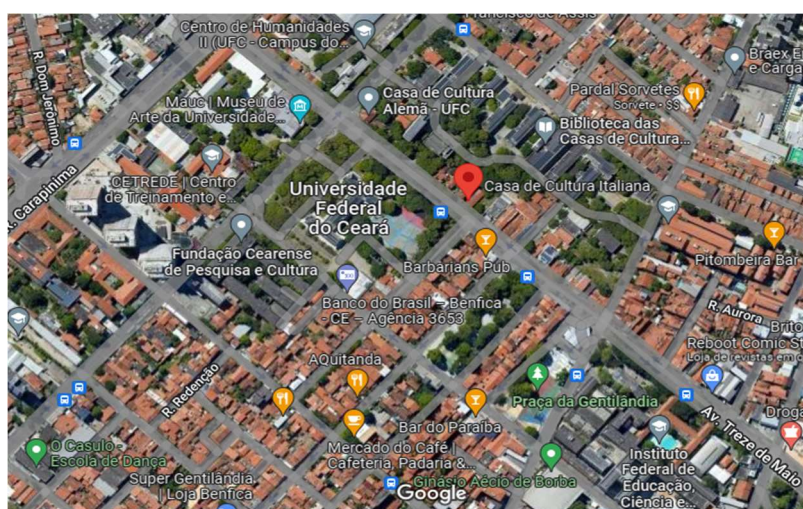 Francisco de Assis
Centro de Humanidades
II (UFC - Campus do...
Braex E
e Carga
R. Dom Jerônimo
Casa de Cultura
Alemã - UFC
Pardal Sorvetes
Sorvete • $$
Mauc | Museu de
Arte da Universidade...
Biblioteca das
Casas de Cultura...
R. Carapinima
CETREDE | Centro
de Treinamento e...
Universidade
Federal
do Ceará
Casa de Cultura Italiana
Fundação Cearense
de Pesquisa e Cultura
Barbarians Pub
Pitombeira Bar
Banco do Brasil – Benfica
- CE – Agência 3653
R. Aurora
Brito
Reboot Comic St
Loja de revistas em q
AQuitanda
R. Redenção
Praça da Gentilândia
Av. Treze de Maio
Droga
Bar do Paraíba
O Casulo -
Escola de Dança
Mercado do Café |
Cafeteria, Padaria &...
Instituto
Federal de
Educação,
Ciência e...
Super Gentilândia
| Loja Benfica
Google
Ginásio Aécio de Borba